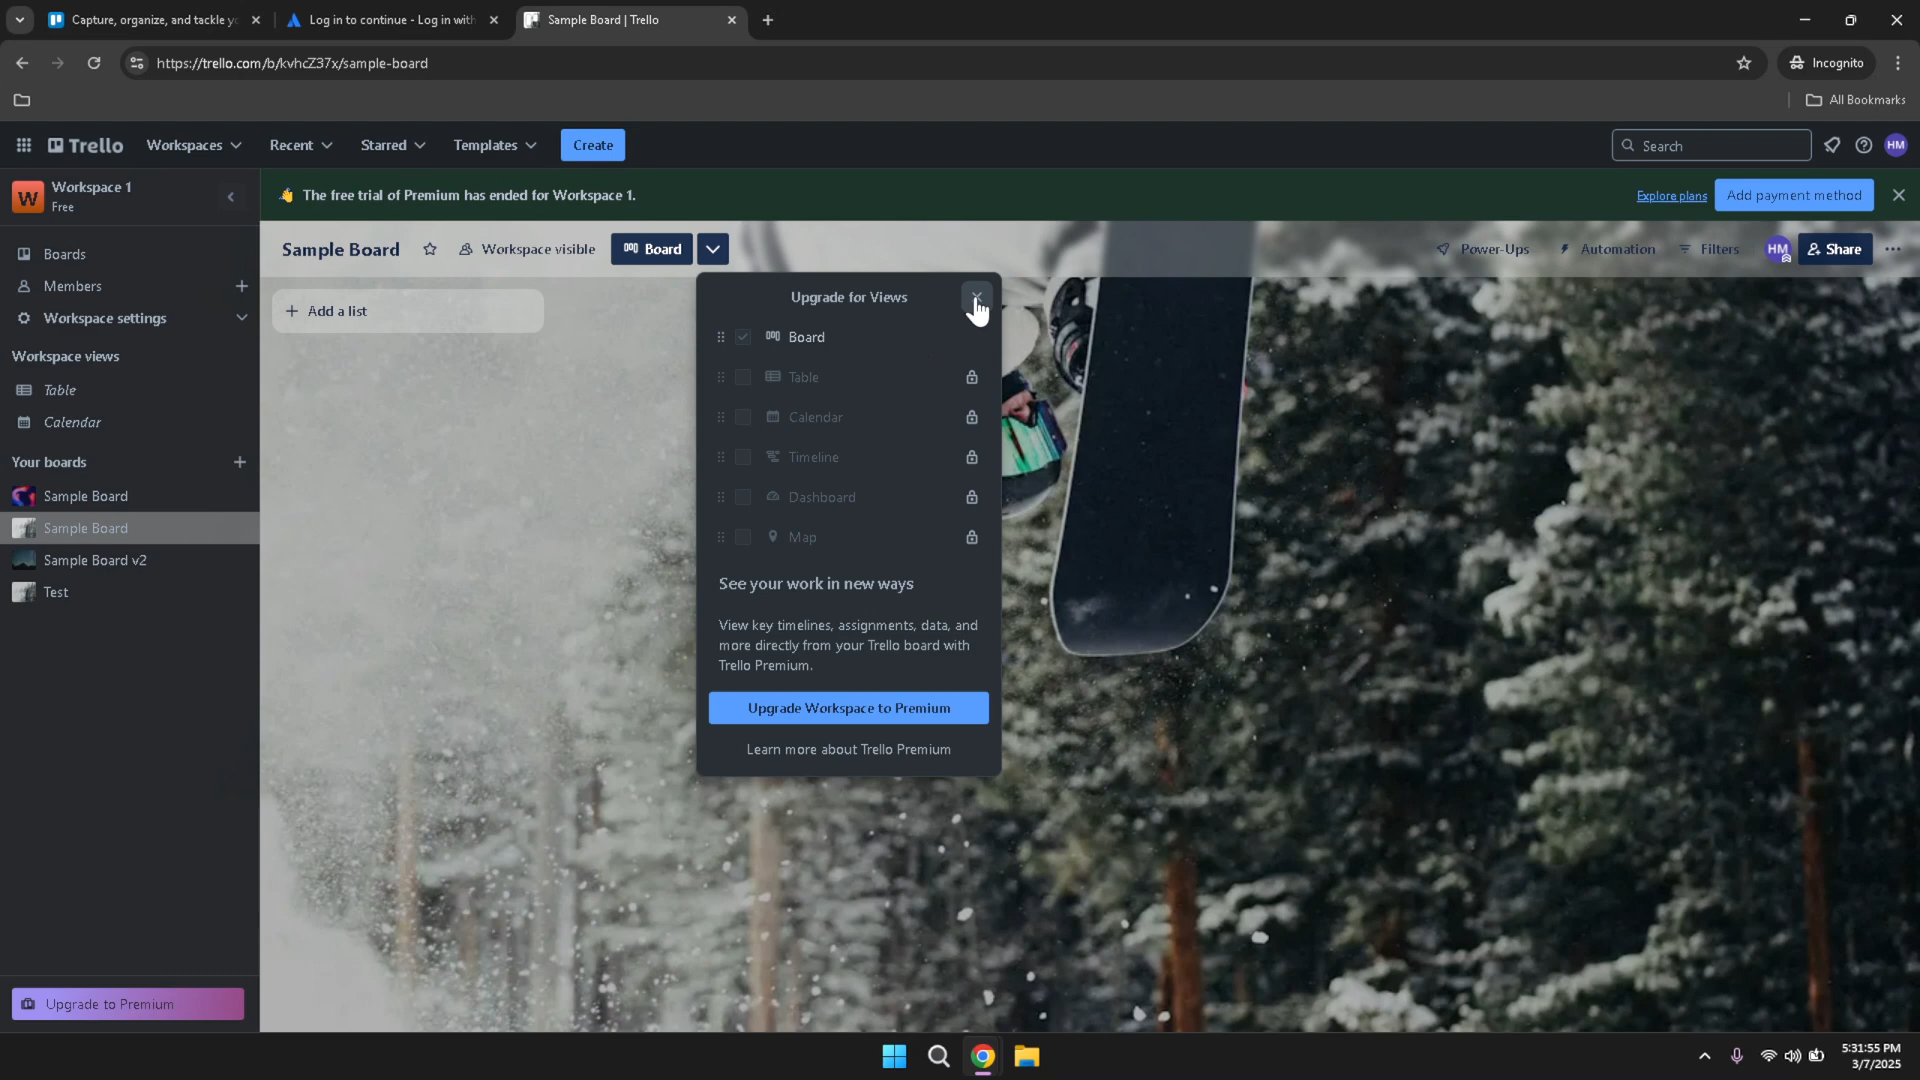 Capture, organize, and tackle yo
Log in to continue - Log in with
Sample Board | Trello
https://trello.com/b/kvhcZ37x/sample-board
Incognito
All Bookmarks
Trello
Workspaces
Recent
Starred
Templates
Create
Search
HM
W
Workspace 1
Free
👋 The free trial of Premium has ended for Workspace 1.
Explore plans
Add payment method
Boards
Members
Workspace settings
Workspace views
Table
Calendar
Your boards
Sample Board
Sample Board
Sample Board v2
Test
Upgrade to Premium
Sample Board
Workspace visible
Board
Power-Ups
Automation
Filters
HM
Share
Add a list
Upgrade for Views
Board
Table
Calendar
Timeline
Dashboard
Map
See your work in new ways
View key timelines, assignments, data, and
more directly from your Trello board with
Trello Premium.
Upgrade Workspace to Premium
Learn more about Trello Premium
5:31:55 PM
3/7/2025